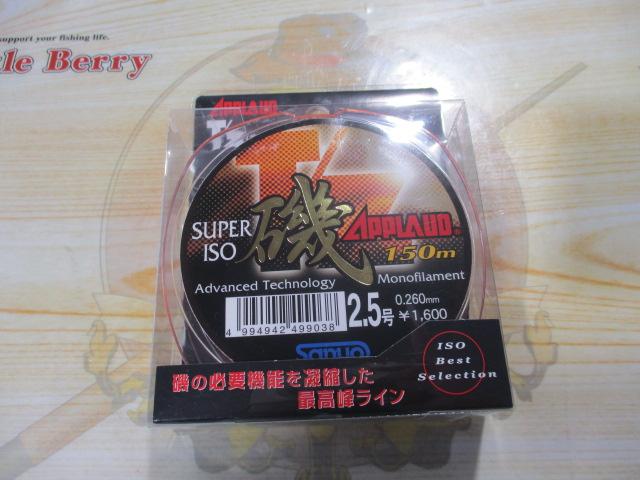 support your fishing life.
tle Berry
APPLAUD
T's
SUPER
ISO
磯
APPLAUD
150m
Advanced Technology Monofilament
2.5号
0.260mm
¥1,600
4 994942 499038
Sanyo
ISO
Best
Selection
磯の必要機能を凝縮した
最高峰ライン